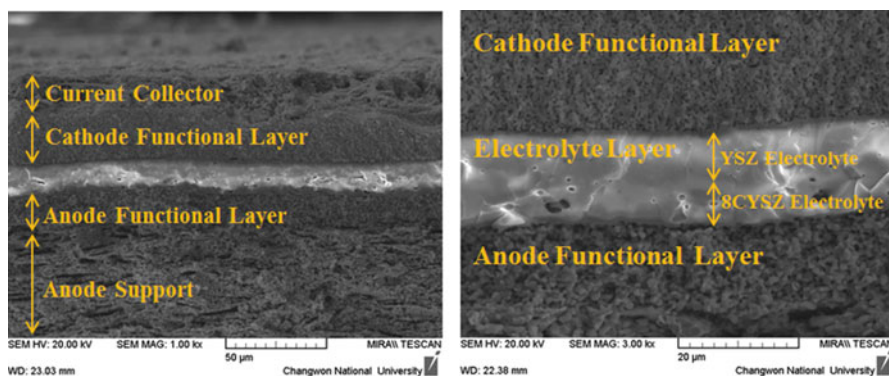 Current Collector
Cathode Functional Layer
Anode Functional Layer
Anode Support
SEM HV: 20.00 kV SEM MAG: 1.00 kx MIRA\\ TESCAN
50 µm
WD: 23.03 mm Changwon National University
Cathode Functional Layer
Electrolyte Layer
YSZ Electrolyte
8CYSZ Electrolyte
Anode Functional Layer
SEM HV: 20.00 kV SEM MAG: 3.00 kx MIRA\\ TESCAN
20 µm
WD: 22.38 mm Changwon National University